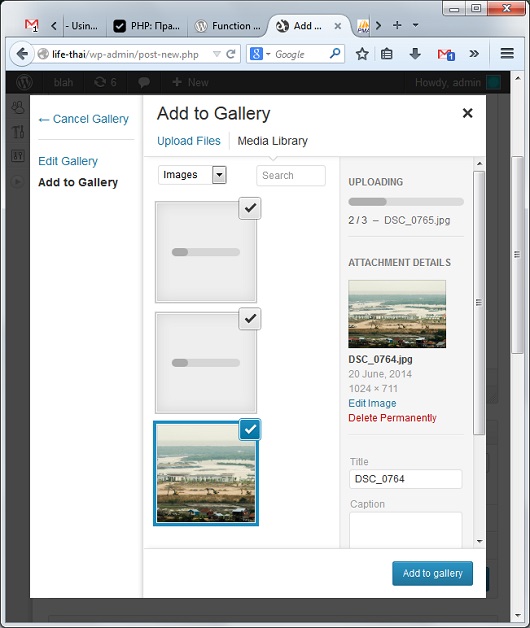 1
- Usin...
PHP: Пра...
Function ...
Add ...
PMA
life-thai/wp-admin/post-new.php
Google
1
blah
6
New
Howdy, admin
← Cancel Gallery
Edit Gallery
Add to Gallery
Add to Gallery
Upload Files
Media Library
Images
Search
UPLOADING
2 / 3 – DSC_0765.jpg
ATTACHMENT DETAILS
DSC_0764.jpg
20 June, 2014
1024 × 711
Edit Image
Delete Permanently
Title
DSC_0764
Caption
Add to gallery